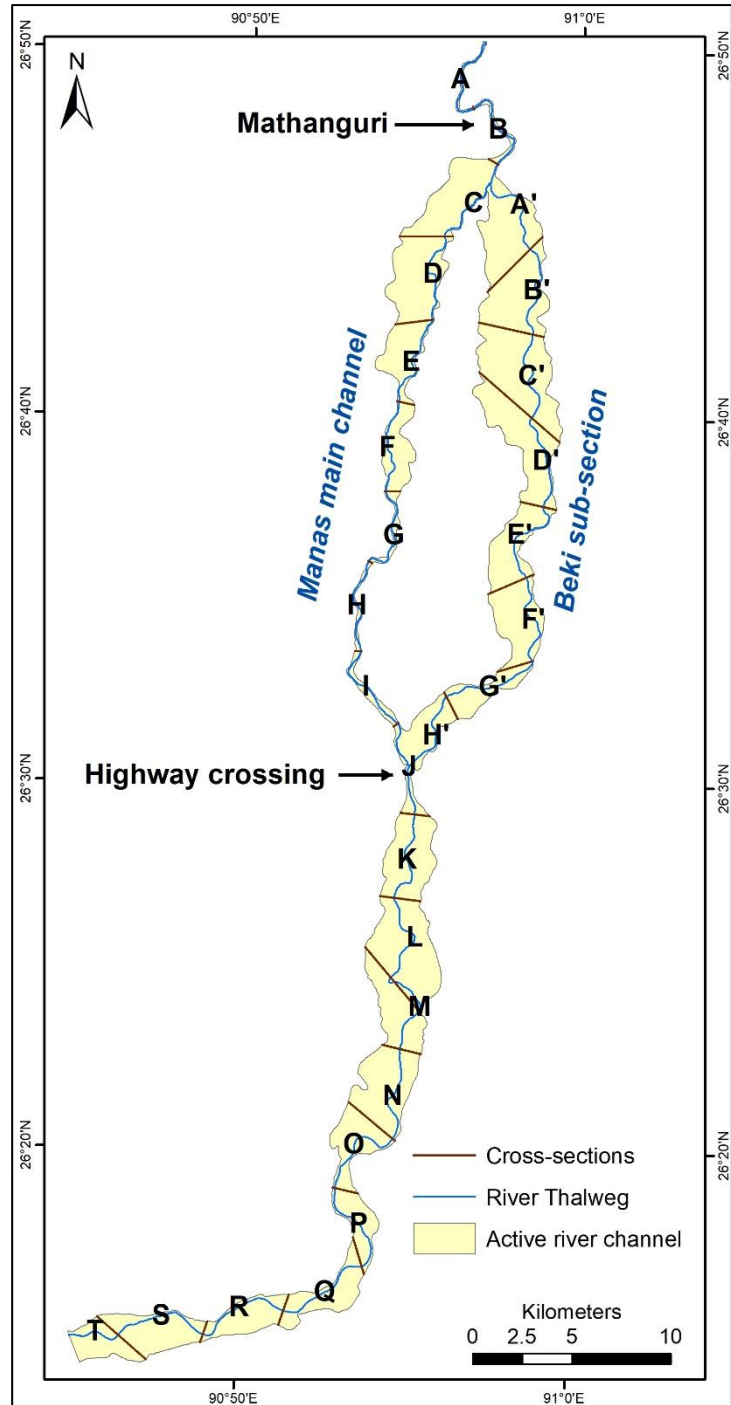 90°50'E
91°0'E
26°50'N
26°50'N
N
A
Mathanguri
B
C
A'
D
B'
E
C'
Manas main channel
Beki sub-section
26°40'N
26°40'N
F
D'
G
E'
H
F'
I
G'
H'
J
Highway crossing
26°30'N
26°30'N
K
L
M
N
O
26°20'N
26°20'N
Cross-sections
River Thalweg
Active river channel
P
Q
R
S
T
Kilometers
0 2.5 5 10
90°50'E
91°0'E